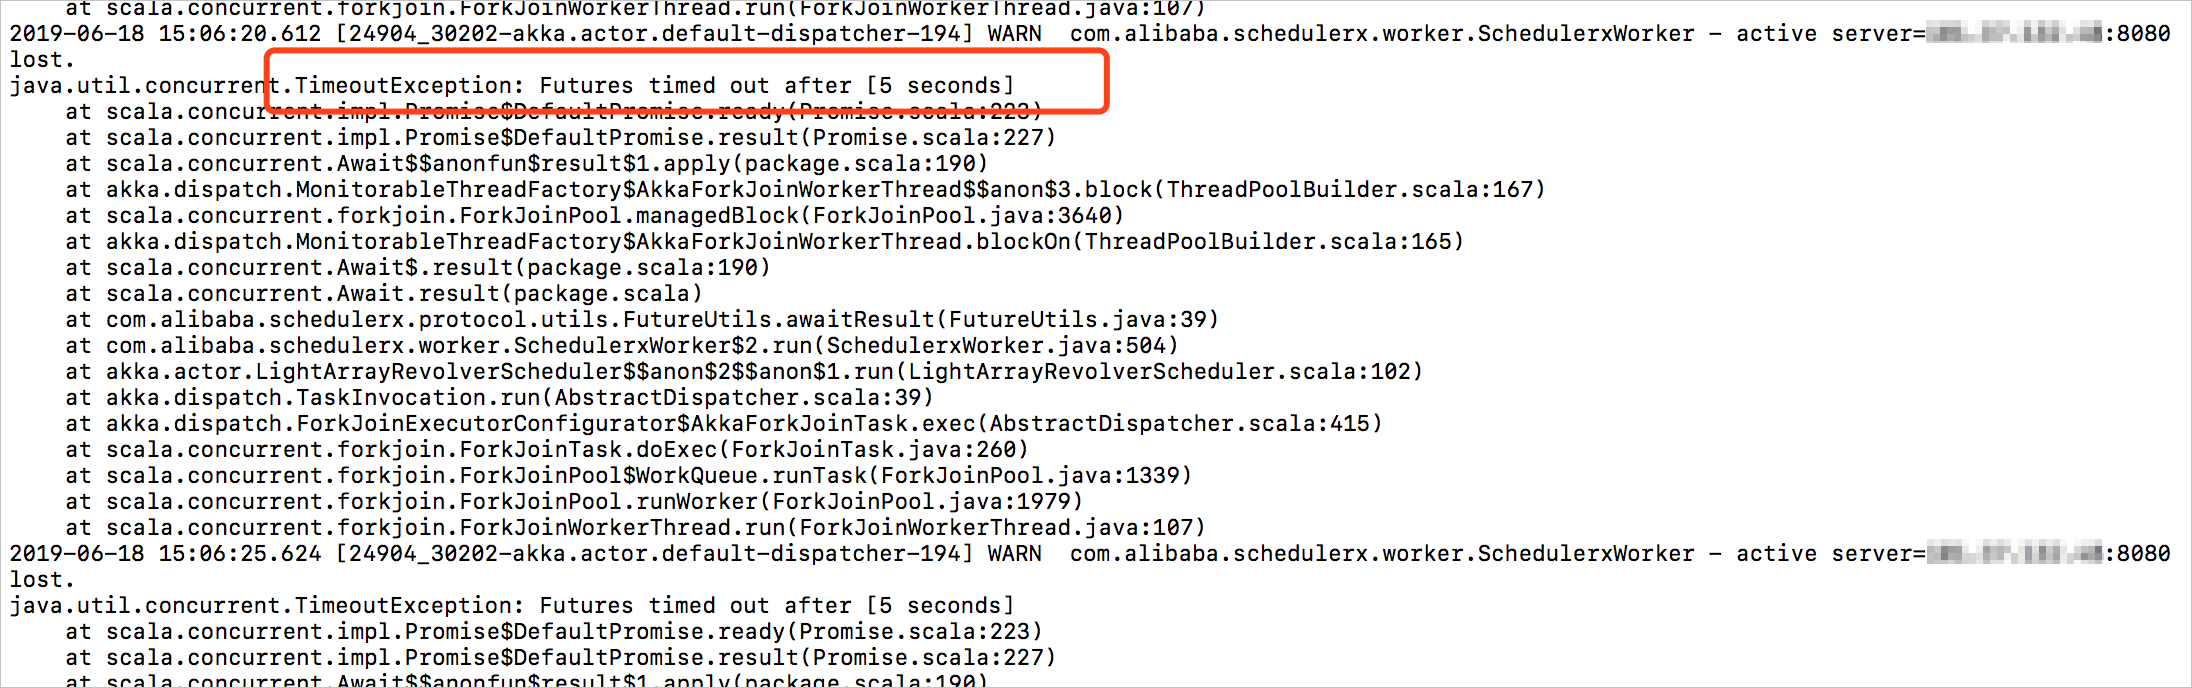 at scala.concurrent.forkjoin.ForkJoinWorkerThread.run(ForkJoinWorkerThread.java:107)
2019-06-18 15:06:20.612 [24904_30202-akka.actor.default-dispatcher-194] WARN  com.alibaba.schedulerx.worker.SchedulerxWorker - active server= :8080
lost.
java.util.concurrent.TimeoutException: Futures timed out after [5 seconds]
at scala.concurrent.impl.Promise$DefaultPromise.ready(Promise.scala:223)
at scala.concurrent.impl.Promise$DefaultPromise.result(Promise.scala:227)
at scala.concurrent.Await$$anonfun$result$1.apply(package.scala:190)
at akka.dispatch.MonitorableThreadFactory$AkkaForkJoinWorkerThread$$anon$3.block(ThreadPoolBuilder.scala:167)
at scala.concurrent.forkjoin.ForkJoinPool.managedBlock(ForkJoinPool.java:3640)
at akka.dispatch.MonitorableThreadFactory$AkkaForkJoinWorkerThread.blockOn(ThreadPoolBuilder.scala:165)
at scala.concurrent.Await$.result(package.scala:190)
at scala.concurrent.Await.result(package.scala)
at com.alibaba.schedulerx.protocol.utils.FutureUtils.awaitResult(FutureUtils.java:39)
at com.alibaba.schedulerx.worker.SchedulerxWorker$2.run(SchedulerxWorker.java:504)
at akka.actor.LightArrayRevolverScheduler$$anon$2$$anon$1.run(LightArrayRevolverScheduler.scala:102)
at akka.dispatch.TaskInvocation.run(AbstractDispatcher.scala:39)
at akka.dispatch.ForkJoinExecutorConfigurator$AkkaForkJoinTask.exec(AbstractDispatcher.scala:415)
at scala.concurrent.forkjoin.ForkJoinTask.doExec(ForkJoinTask.java:260)
at scala.concurrent.forkjoin.ForkJoinPool$WorkQueue.runTask(ForkJoinPool.java:1339)
at scala.concurrent.forkjoin.ForkJoinPool.runWorker(ForkJoinPool.java:1979)
at scala.concurrent.forkjoin.ForkJoinWorkerThread.run(ForkJoinWorkerThread.java:107)
2019-06-18 15:06:25.624 [24904_30202-akka.actor.default-dispatcher-194] WARN  com.alibaba.schedulerx.worker.SchedulerxWorker - active server= :8080
lost.
java.util.concurrent.TimeoutException: Futures timed out after [5 seconds]
at scala.concurrent.impl.Promise$DefaultPromise.ready(Promise.scala:223)
at scala.concurrent.impl.Promise$DefaultPromise.result(Promise.scala:227)
at scala.concurrent.Await$$anonfun$result$1.apply(package.scala:190)